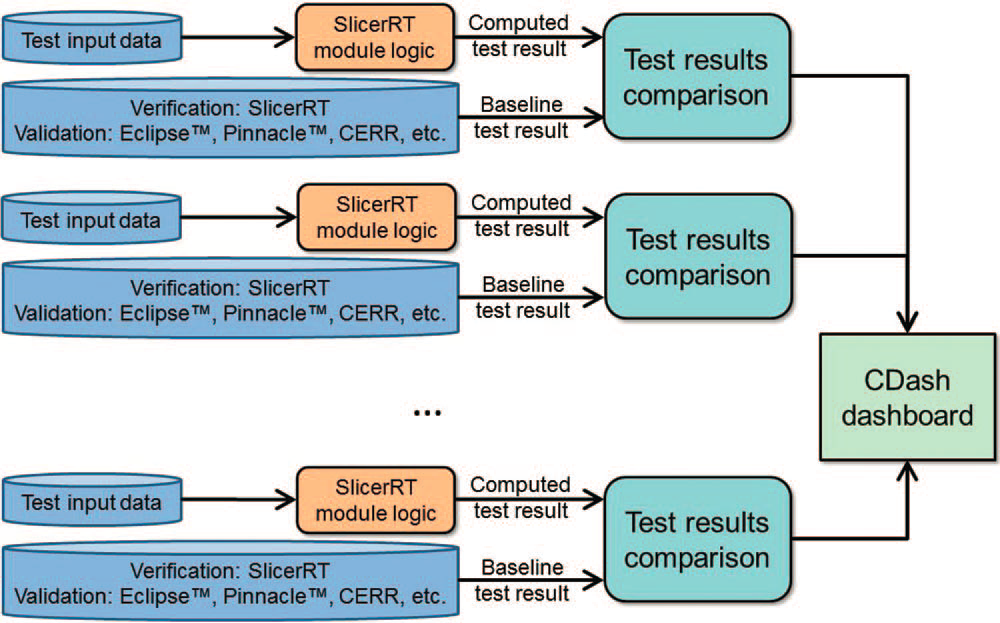 Test input data
SlicerRT
module logic
Computed
test result
Test results
comparison
Verification: SlicerRT
Validation: Eclipse™, Pinnacle™, CERR, etc.
Baseline
test result
Test input data
SlicerRT
module logic
Computed
test result
Test results
comparison
Verification: SlicerRT
Validation: Eclipse™, Pinnacle™, CERR, etc.
Baseline
test result
CDash
dashboard
...
Test input data
SlicerRT
module logic
Computed
test result
Test results
comparison
Verification: SlicerRT
Validation: Eclipse™, Pinnacle™, CERR, etc.
Baseline
test result